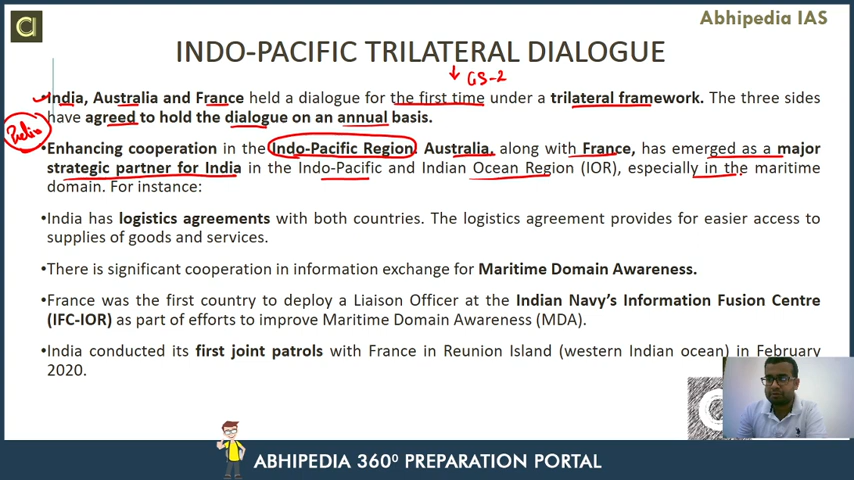 Abhipedia IAS
INDO-PACIFIC TRILATERAL DIALOGUE
GS-2
•India, Australia and France held a dialogue for the first time under a trilateral framework. The three sides
have agreed to hold the dialogue on an annual basis.
•Enhancing cooperation in the Indo-Pacific Region. Australia, along with France, has emerged as a major
strategic partner for India in the Indo-Pacific and Indian Ocean Region (IOR), especially in the maritime
domain. For instance:
•India has logistics agreements with both countries. The logistics agreement provides for easier access to
supplies of goods and services.
•There is significant cooperation in information exchange for Maritime Domain Awareness.
•France was the first country to deploy a Liaison Officer at the Indian Navy’s Information Fusion Centre
(IFC-IOR) as part of efforts to improve Maritime Domain Awareness (MDA).
•India conducted its first joint patrols with France in Reunion Island (western Indian ocean) in February
2020.
ABHIPEDIA 360⁰ PREPARATION PORTAL